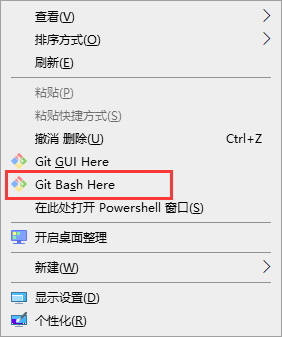 查看(V)
排序方式(O)
刷新(E)
粘贴(P)
粘贴快捷方式(S)
撤消 删除(U) Ctrl+Z
Git GUI Here
Git Bash Here
在此处打开 Powershell 窗口(S)
开启桌面整理
新建(W)
显示设置(D)
个性化(R)